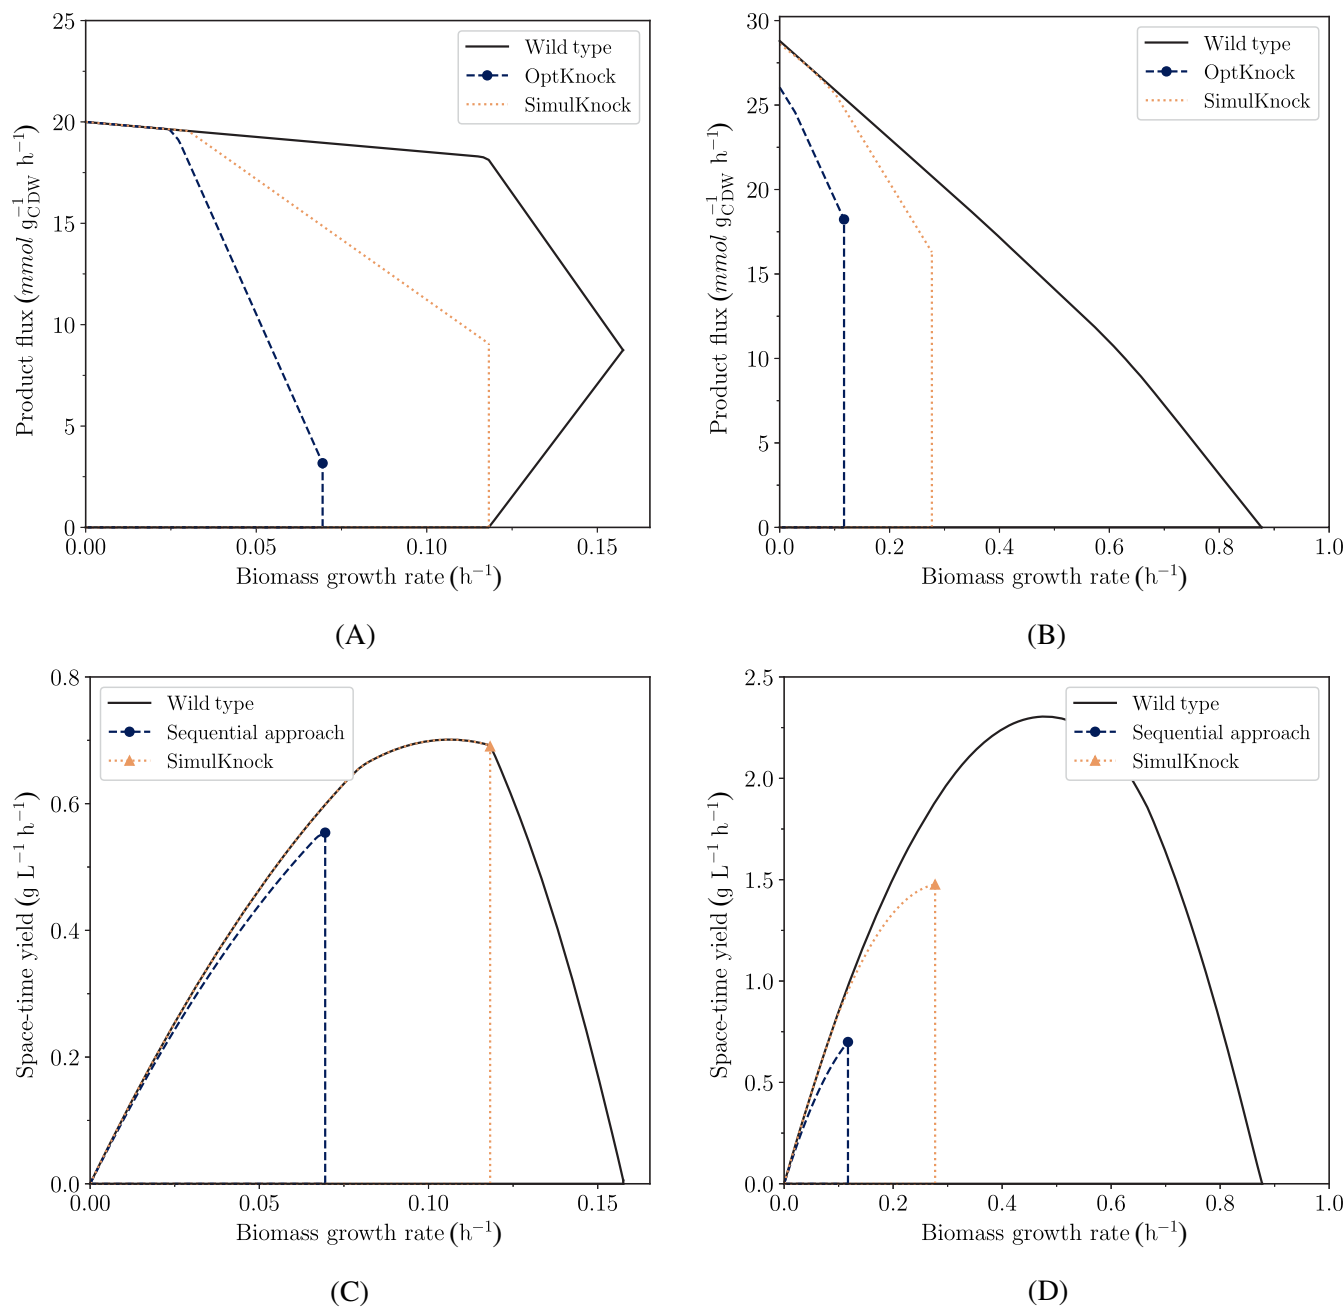 25
20
15
10
5
0
0.00
0.05
0.10
0.15
Product flux (mmol g⁻¹CDW h⁻¹)
Biomass growth rate (h⁻¹)
Wild type
OptKnock
SimulKnock
(A)
30
25
20
15
10
5
0
0.0
0.2
0.4
0.6
0.8
1.0
Product flux (mmol g⁻¹CDW h⁻¹)
Biomass growth rate (h⁻¹)
Wild type
OptKnock
SimulKnock
(B)
0.8
0.6
0.4
0.2
0.0
0.00
0.05
0.10
0.15
Space-time yield (g L⁻¹ h⁻¹)
Biomass growth rate (h⁻¹)
Wild type
Sequential approach
SimulKnock
(C)
2.5
2.0
1.5
1.0
0.5
0.0
0.0
0.2
0.4
0.6
0.8
1.0
Space-time yield (g L⁻¹ h⁻¹)
Biomass growth rate (h⁻¹)
Wild type
Sequential approach
SimulKnock
(D)